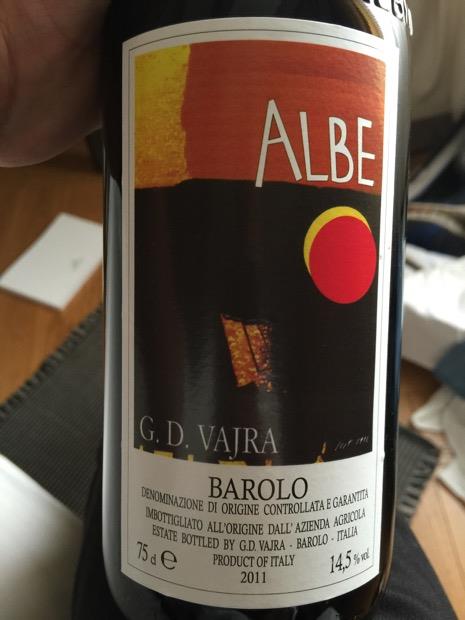 ALBE
G. D. VAJRA
BAROLO
DENOMINAZIONE DI ORIGINE CONTROLLATA E GARANTITA
IMBOTTIGLIATO ALL'ORIGINE DALL'AZIENDA AGRICOLA
ESTATE BOTTLED BY G.D. VAJRA - BAROLO - ITALIA
PRODUCT OF ITALY
75 cl e
14,5 % vol.
2011